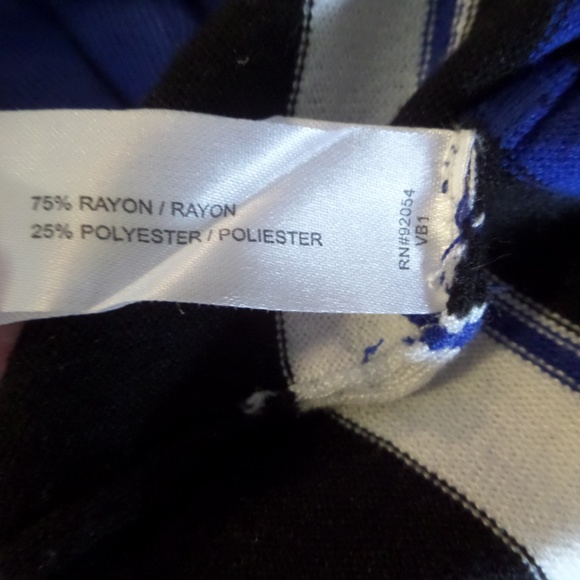 75% RAYON / RAYON
25% POLYESTER / POLIESTER
RN#92054
VB1